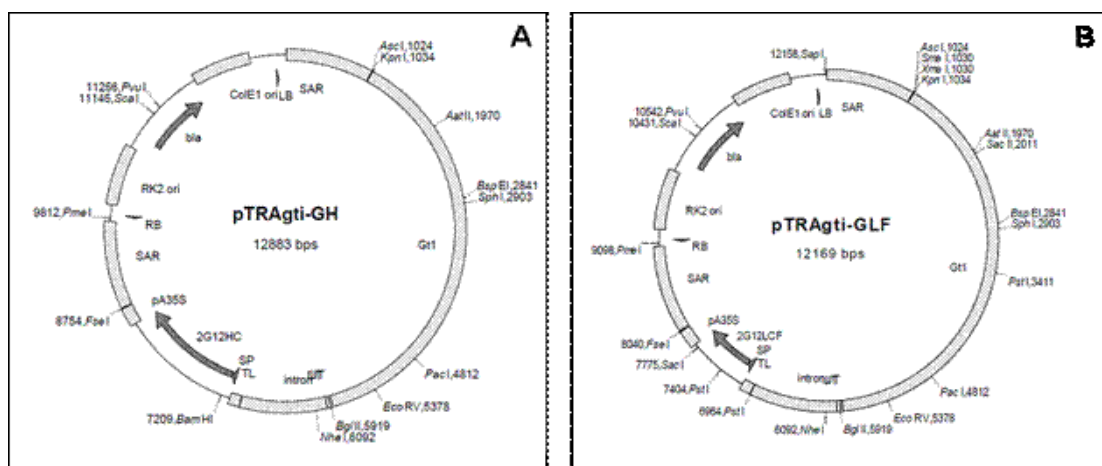 A
AscI,1024
KpnI,1034
11256,PvuI
11145,ScaI
ColE1 ori
LB
SAR
AatII,1970
bla
BspEI,2841
SphI,2903
RK2 ori
9812,PmeI
RB
pTRAgti-GH
12883 bps
Gt1
SAR
pA35S
8754,FseI
2G12HC
SP
TL
intron
PacI,4812
EcoRV,5378
7209,BamHI
BglII,5919
NheI,6092
B
12158,SapI
AscI,1024
SmaI,1030
XmaI,1030
KpnI,1034
10542,PvuI
10431,ScaI
ColE1 ori
LB
SAR
AatII,1970
SacII,2011
bla
BspEI,2841
SphI,2903
RK2 ori
9098,PmeI
RB
pTRAgti-GLF
12169 bps
Gt1
PstI,3411
SAR
pA35S
8040,FseI
7775,SacI
2G12LCF
SP
TL
7404,PstI
6964,PstI
intron
PacI,4812
EcoRV,5378
6092,NheI
BglII,5919